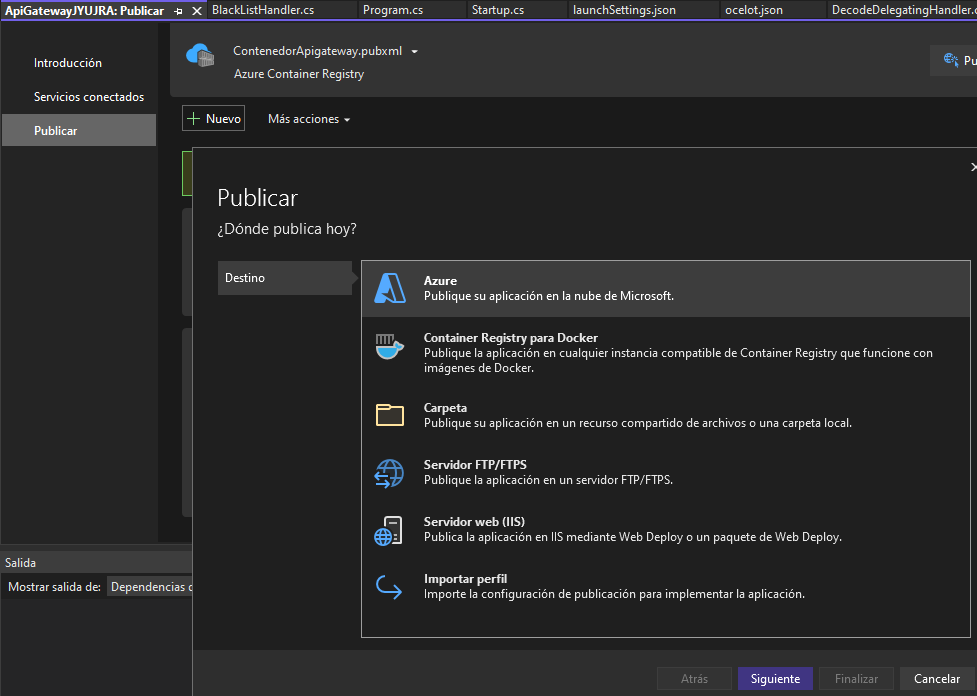 ApiGatewayJYUJRA: Publicar
BlackListHandler.cs
Program.cs
Startup.cs
launchSettings.json
ocelot.json
DecodeDelegatingHandler.
Introducción
Servicios conectados
Publicar
ContenedorApigateway.pubxml
Azure Container Registry
Pu
Nuevo
Más acciones
Publicar
¿Dónde publica hoy?
Destino
Azure
Publique su aplicación en la nube de Microsoft.
Container Registry para Docker
Publique la aplicación en cualquier instancia compatible de Container Registry que funcione con
imágenes de Docker.
Carpeta
Publique su aplicación en un recurso compartido de archivos o una carpeta local.
Servidor FTP/FTPS
Publique la aplicación en un servidor FTP/FTPS.
Servidor web (IIS)
Publica la aplicación en IIS mediante Web Deploy o un paquete de Web Deploy.
Importar perfil
Importe la configuración de publicación para implementar la aplicación.
Salida
Mostrar salida de: Dependencias
Atrás
Siguiente
Finalizar
Cancelar